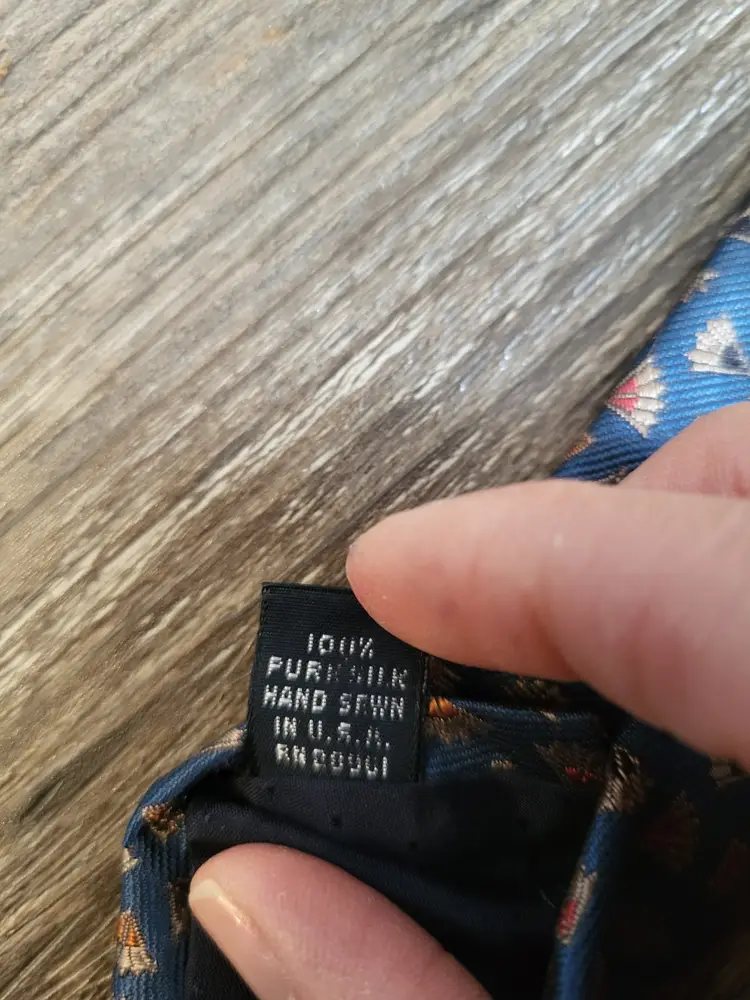 100%
PURE SILK
HAND SEWN
IN U.S.A.